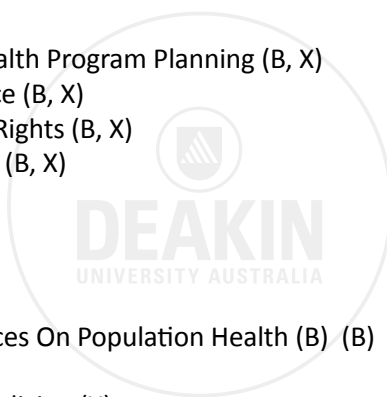 alth Program Planning (B, X)
ce (B, X)
Rights (B, X)
(B, X)
DEAKIN
UNIVERSITY AUSTRALIA
ces On Population Health (B) (B)